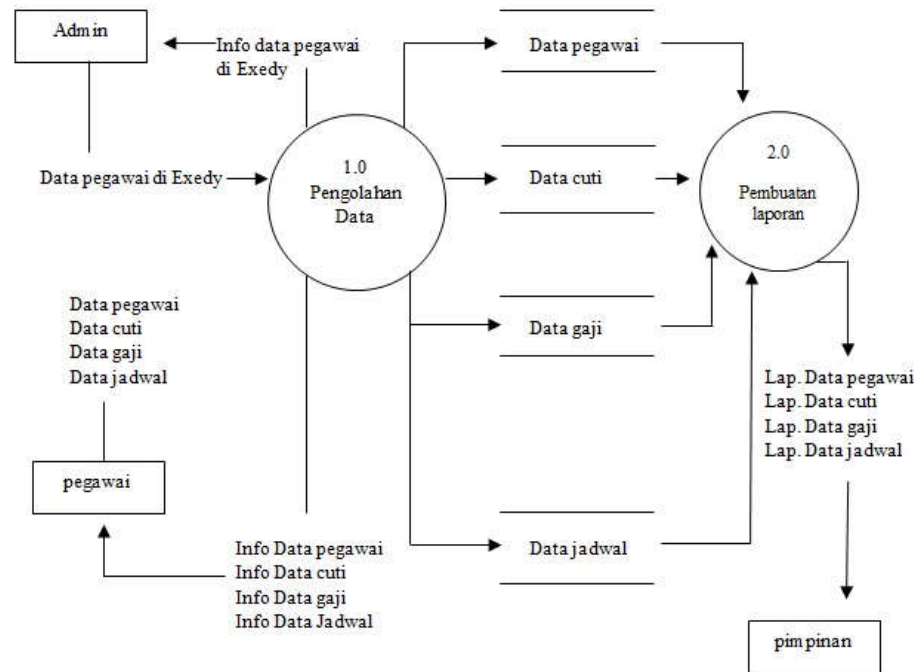 Admin
Info data pegawai
di Exedy
Data pegawai di Exedy
1.0
Pengolahan
Data
Data pegawai
Data cuti
Data gaji
Data jadwal
2.0
Pembuatan
laporan
Data pegawai
Data cuti
Data gaji
Data jadwal
pegawai
Info Data pegawai
Info Data cuti
Info Data gaji
Info Data Jadwal
Lap. Data pegawai
Lap. Data cuti
Lap. Data gaji
Lap. Data jadwal
pimpinan